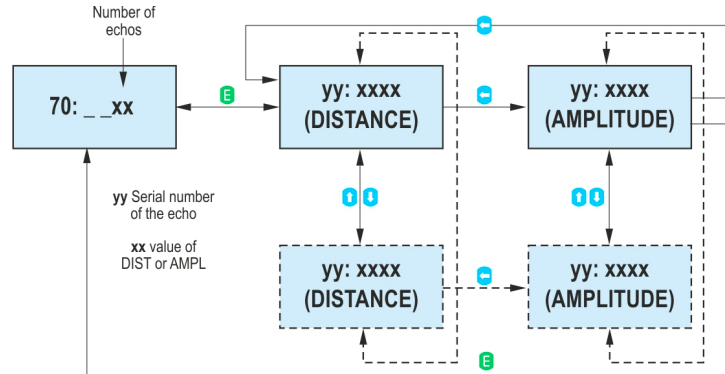 Number of
echos
70: _ _xx
E
yy: xxxx
(DISTANCE)
yy: xxxx
(AMPLITUDE)
yy Serial number
of the echo
xx value of
DIST or AMPL
yy: xxxx
(DISTANCE)
yy: xxxx
(AMPLITUDE)
E